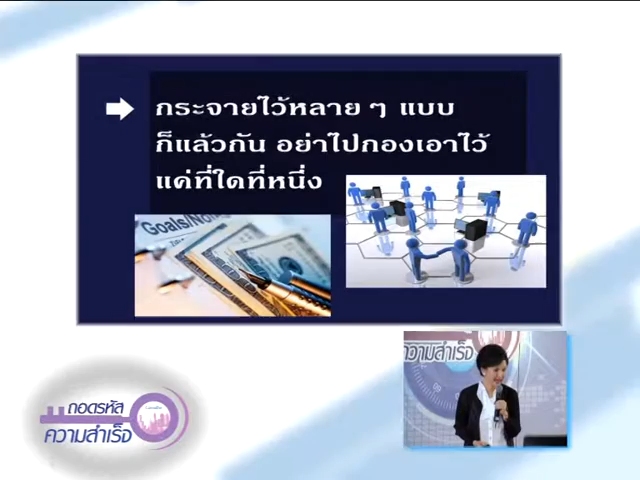 กระจายไว้หลาย ๆ แบบ
ก็แล้วกัน อย่าไปกองเอาไว้
แค่ที่ใดที่หนึ่ง
Goals/
ความสำเร็จ
ถอดรหัส
ความสำเร็จ